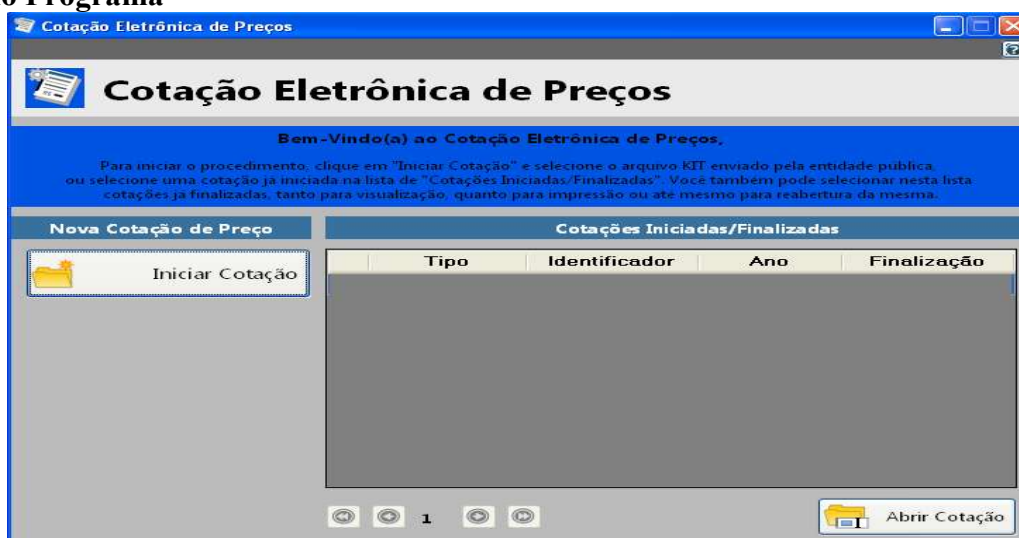 o Programa
Cotação Eletrônica de Preços
Cotação Eletrônica de Preços
Bem-Vindo(a) ao Cotação Eletrônica de Preços,
Para iniciar o procedimento, clique em "Iniciar Cotação" e selecione o arquivo KIT enviado pela entidade pública,
ou selecione uma cotação já iniciada na lista de "Cotações Iniciadas/Finalizadas". Você também pode selecionar nesta lista
cotações já finalizadas, tanto para visualização, quanto para impressão ou até mesmo para reabertura da mesma.
Nova Cotação de Preço
Cotações Iniciadas/Finalizadas
Iniciar Cotação
Tipo Identificador Ano Finalização
1
Abrir Cotação